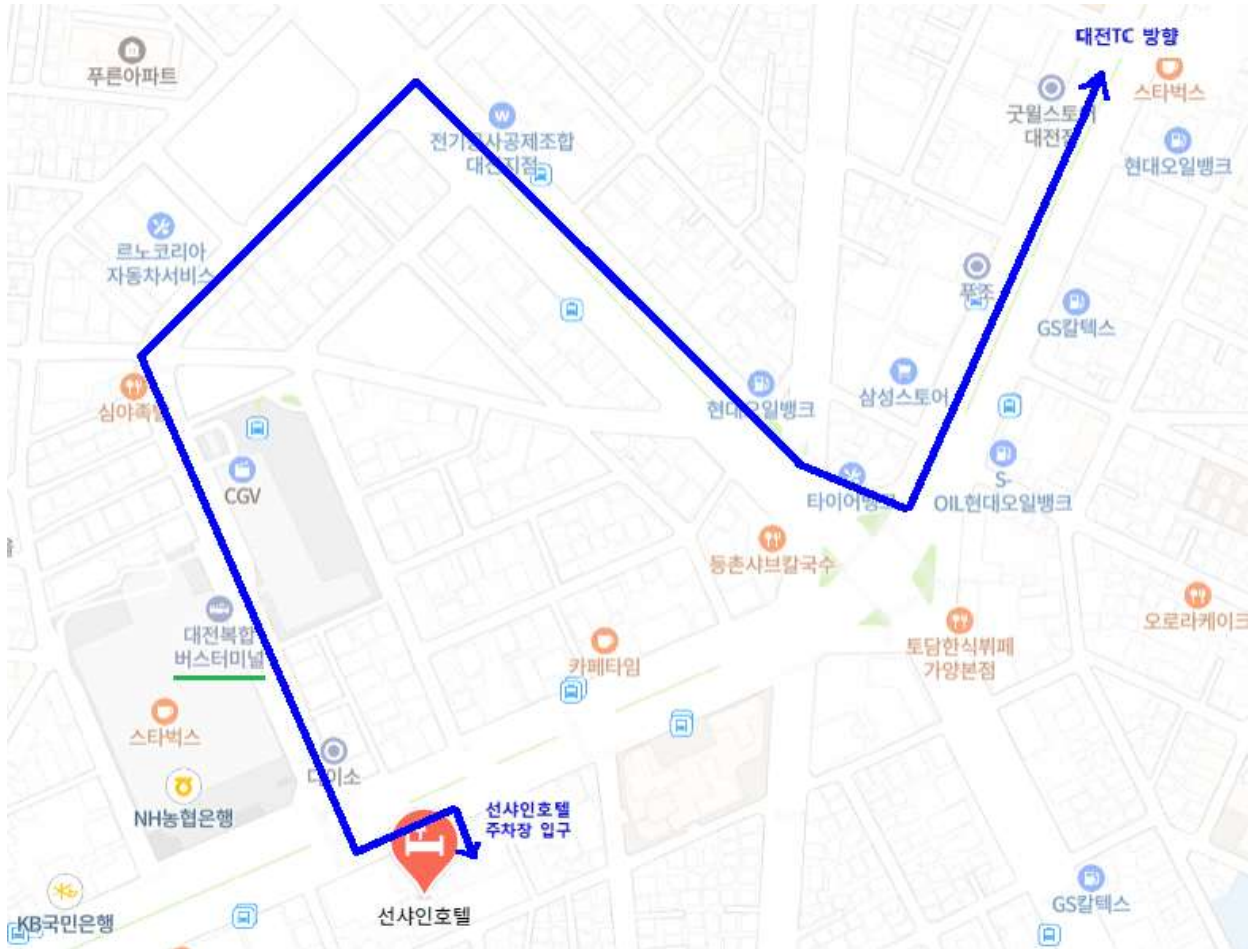 대전TC 방향
푸른아파트
스타벅스
굿윌스토어
대전점
전기공사공제조합
대전지점
현대오일뱅크
르노코리아
자동차서비스
푸조
GS칼텍스
심야족발
현대오일뱅크
삼성스토어
CGV
타이어뱅크
S-
OIL현대오일뱅크
등촌샤브칼국수
오로라케이크
대전복합
버스터미널
카페타임
토담한식뷔페
가양본점
스타벅스
다이소
NH농협은행
선샤인호텔
주차장 입구
KB국민은행
선샤인호텔
GS칼텍스